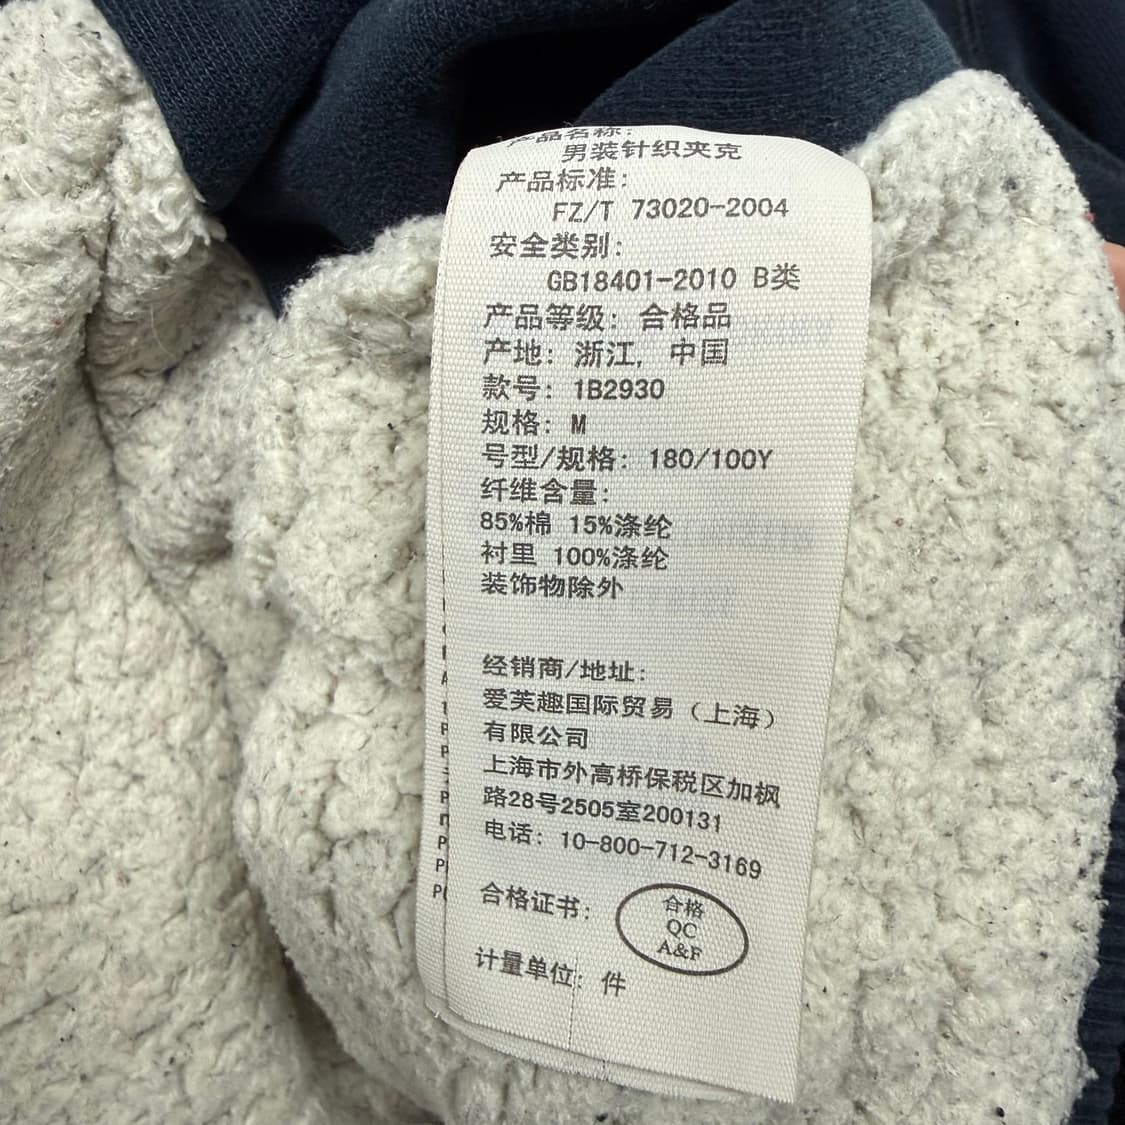 产品名称:
男装针织夹克
产品标准:
FZ/T 73020-2004
安全类别:
GB18401-2010 B类
产品等级: 合格品
产地: 浙江, 中国
款号: 1B2930
规格: M
号型/规格: 180/100Y
纤维含量:
85%棉 15%涤纶
衬里 100%涤纶
装饰物除外
经销商/地址:
爱芙趣国际贸易(上海)
有限公司
上海市外高桥保税区加枫
路28号2505室200131
电话: 10-800-712-3169
合格证书:
合格
QC
A&F
计量单位: 件